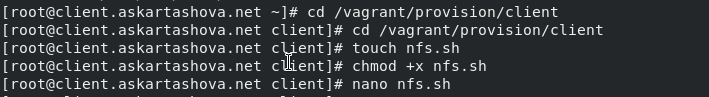 [root@client.askartashova.net ~]# cd /vagrant/provision/client
[root@client.askartashova.net client]# cd /vagrant/provision/client
[root@client.askartashova.net client]# touch nfs.sh
[root@client.askartashova.net client]# chmod +x nfs.sh
[root@client.askartashova.net client]# nano nfs.sh